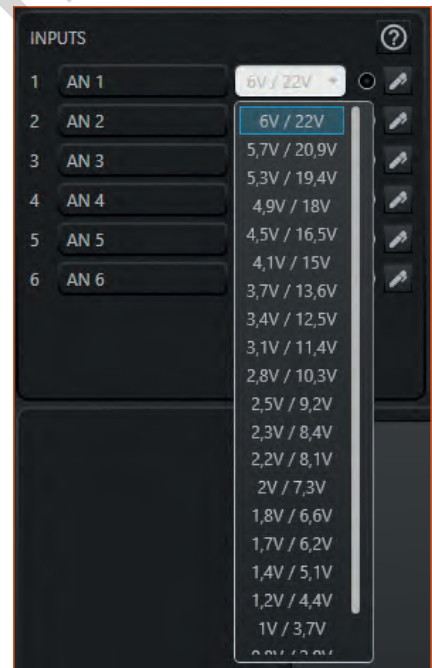 INPUTS ?
1 AN 1 6V / 22V
2 AN 2
3 AN 3
4 AN 4
5 AN 5
6 AN 6
6V / 22V
5,7V / 20,9V
5,3V / 19,4V
4,9V / 18V
4,5V / 16,5V
4,1V / 15V
3,7V / 13,6V
3,4V / 12,5V
3,1V / 11,4V
2,8V / 10,3V
2,5V / 9,2V
2,3V / 8,4V
2,2V / 8,1V
2V / 7,3V
1,8V / 6,6V
1,7V / 6,2V
1,4V / 5,1V
1,2V / 4,4V
1V / 3,7V